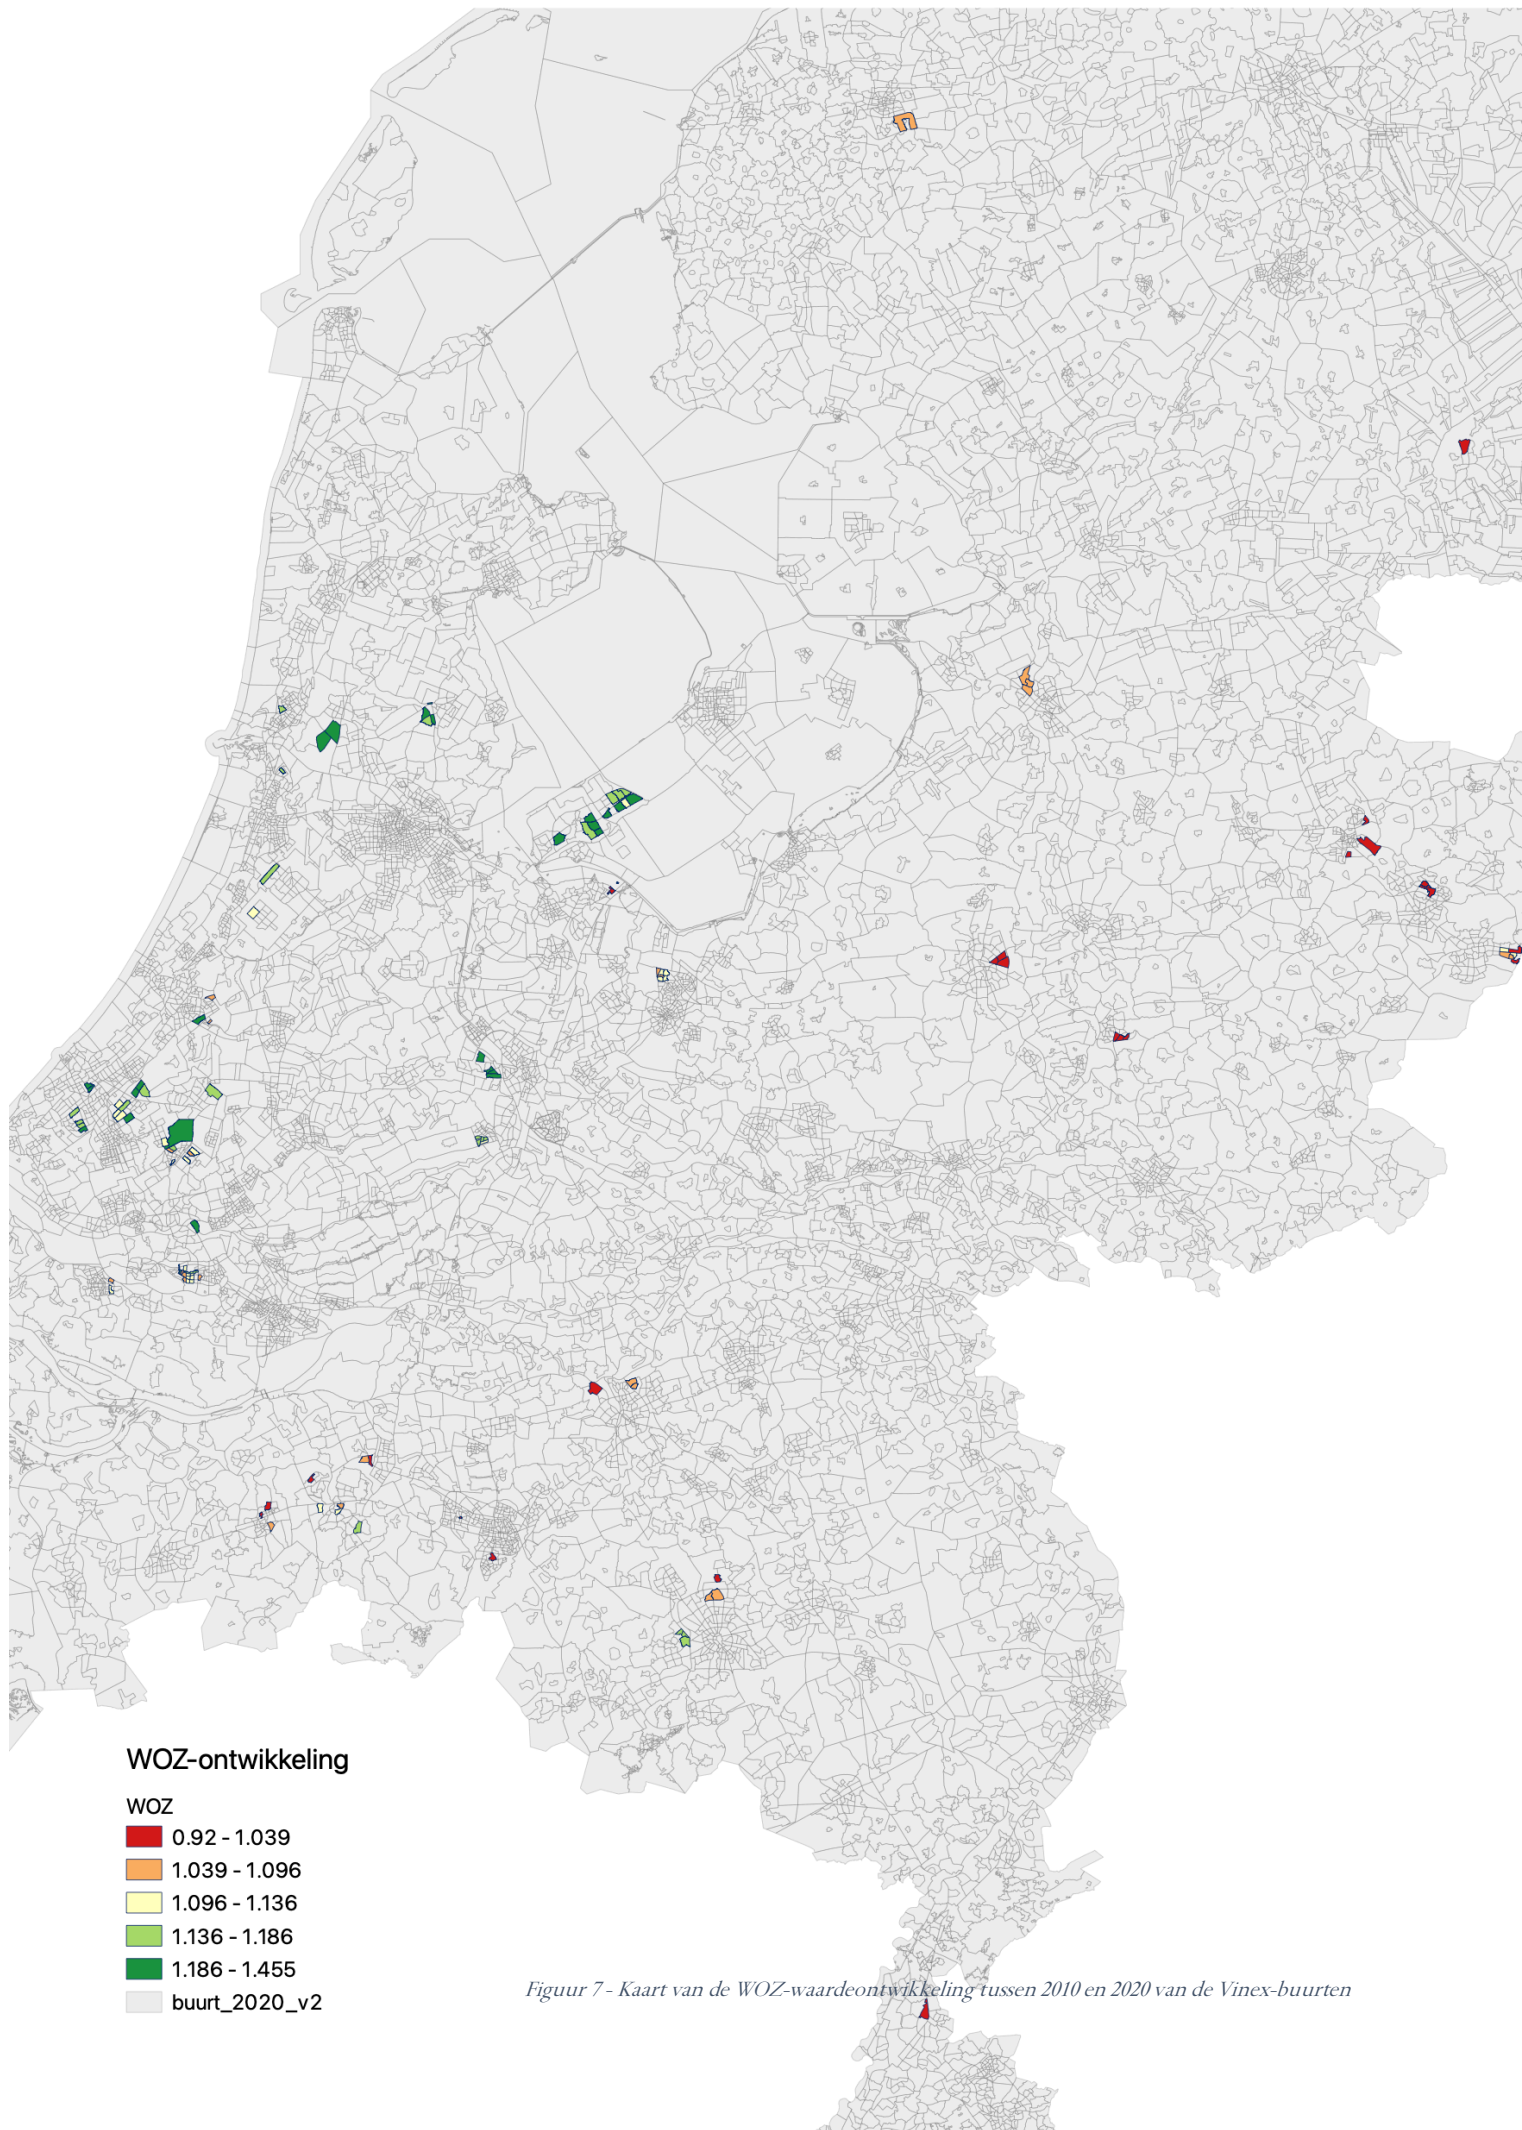 WOZ-ontwikkeling
WOZ
0.92 - 1.039
1.039 - 1.096
1.096 - 1.136
1.136 - 1.186
1.186 - 1.455
buurt_2020_v2
Figuur 7 - Kaart van de WOZ-waardeontwikkeling tussen 2010 en 2020 van de Vinex-buurten